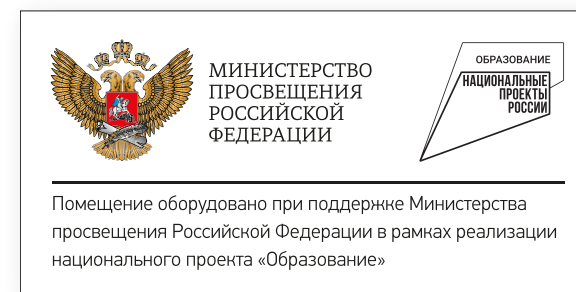 МИНИСТЕРСТВО
ПРОСВЕЩЕНИЯ
РОССИЙСКОЙ
ФЕДЕРАЦИИ
ОБРАЗОВАНИЕ
НАЦИОНАЛЬНЫЕ
ПРОЕКТЫ
РОССИИ
Помещение оборудовано при поддержке Министерства
просвещения Российской Федерации в рамках реализации
национального проекта «Образование»